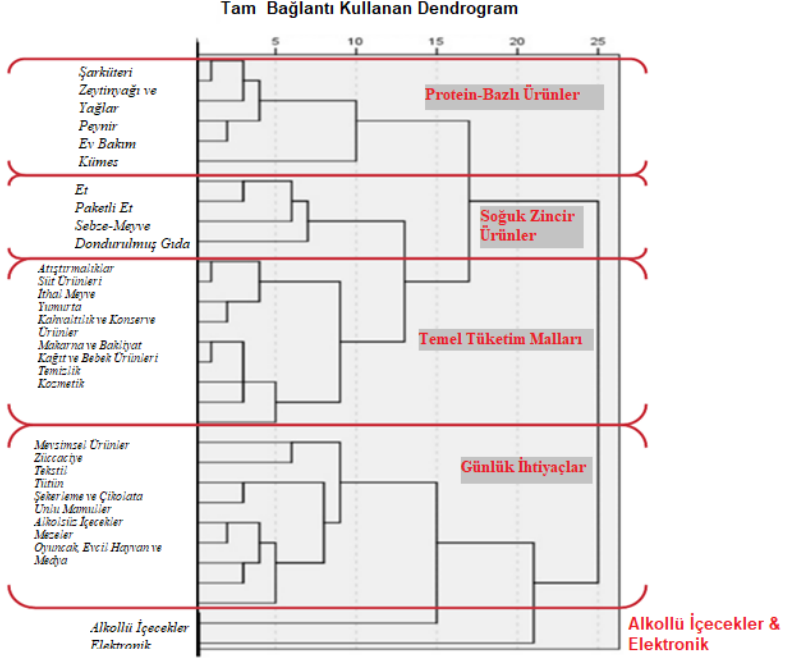 Tam Bağlantı Kullanan Dendrogram
5 10 15 20 25
Şarküteri
Zeytinyağı ve
Yağlar
Peynir
Ev Bakım
Kümes
Protein-Bazlı Ürünler
Et
Paketli Et
Sebze-Meyve
Dondurulmuş Gıda
Soğuk Zincir
Ürünler
Atıştırmalıklar
Süt Ürünleri
İthal Meyve
Yumurta
Kahvaltılık ve Konserve
Ürünler
Makarna ve Bakliyat
Kağıt ve Bebek Ürünleri
Temizlik
Kozmetik
Temel Tüketim Malları
Mevsimsel Ürünler
Züccaciye
Tekstil
Tütün
Şekerleme ve Çikolata
Unlu Mamuller
Alkolsüz İçecekler
Mezeler
Oyuncak, Evcil Hayvan ve
Medya
Günlük İhtiyaçlar
Alkollü İçecekler
Elektronik
Alkollü İçecekler &
Elektronik